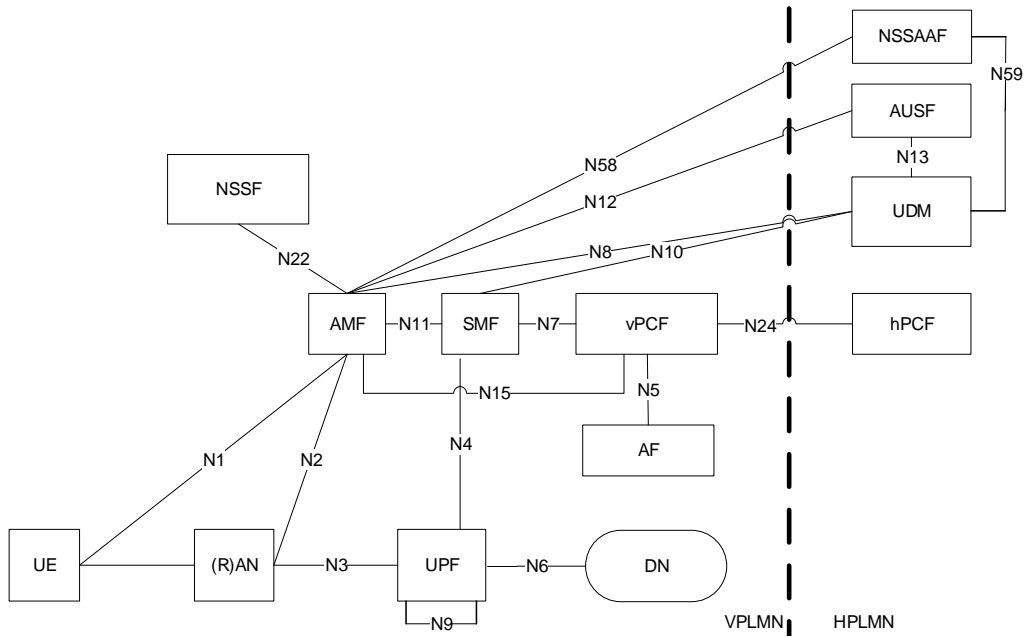 NSSAAF
N59
AUSF
N58
N13
NSSF
N12
UDM
N22
N8
N10
AMF
N11
SMF
N7
vPCF
N24
hPCF
N15
N5
N4
AF
N1
N2
UE
(R)AN
N3
UPF
N6
DN
N9
VPLMN
HPLMN